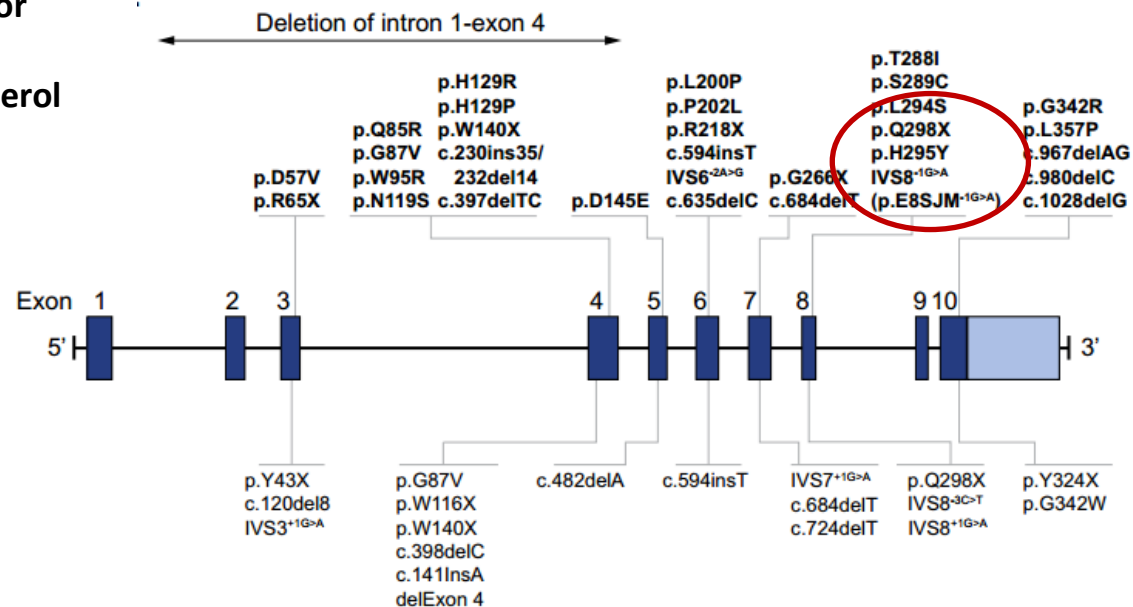 or
erol
Deletion of intron 1-exon 4
p.D57V
p.R65X
p.Q85R
p.G87V
p.W95R
p.N119S
p.H129R
p.H129P
p.W140X
c.230ins35/
232del14
c.397delTC
p.D145E
p.L200P
p.P202L
p.R218X
c.594insT
IVS6-2A>G
c.635delC
p.G266X
c.684delT
p.T288I
p.S289C
p.L294S
p.Q298X
p.H295Y
IVS8-1G>A
(p.E8SJM-1G>A)
p.G342R
p.L357P
c.967delAG
c.980delC
c.1028delG
Exon 1 2 3 4 5 6 7 8 9 10
5' 3'
p.Y43X
c.120del8
IVS3+1G>A
p.G87V
p.W116X
p.W140X
c.398delC
c.141InsA
delExon 4
c.482delA
c.594insT
IVS7+1G>A
c.684delT
c.724delT
p.Q298X
IVS8-3C>T
IVS8+1G>A
p.Y324X
p.G342W